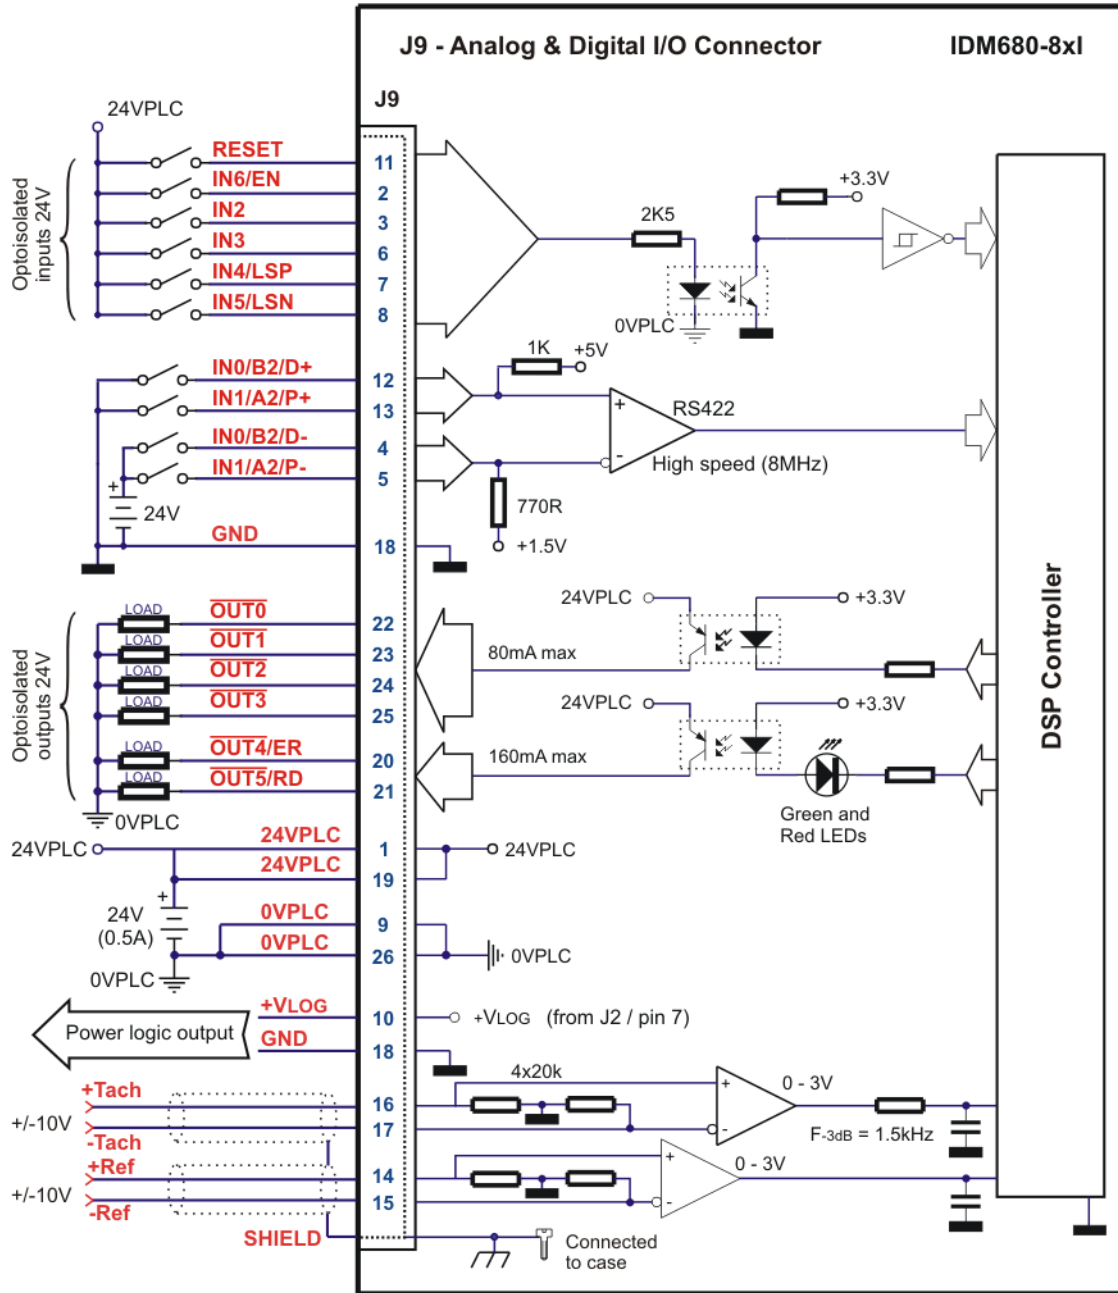 J9 - Analog & Digital I/O Connector
IDM680-8xI
J9
24VPLC
Optoisolated
inputs 24V
RESET
11
IN6/EN
2
IN2
3
IN3
6
IN4/LSP
7
IN5/LSN
8
2K5
+3.3V
0VPLC
IN0/B2/D+
12
IN1/A2/P+
13
IN0/B2/D-
4
IN1/A2/P-
5
+
24V
GND
18
1K
+5V
+
RS422
-
High speed (8MHz)
770R
+1.5V
DSP Controller
Optoisolated
outputs 24V
LOAD
OUT0
22
LOAD
OUT1
23
LOAD
OUT2
24
LOAD
OUT3
25
LOAD
OUT4/ER
20
LOAD
OUT5/RD
21
0VPLC
24VPLC
+3.3V
80mA max
24VPLC
+3.3V
160mA max
Green and
Red LEDs
24VPLC
24VPLC
1
24VPLC
24VPLC
19
+
24V
(0.5A)
0VPLC
9
0VPLC
26
0VPLC
0VPLC
Power logic output
+VLOG
10
+VLOG (from J2 / pin 7)
GND
18
+Tach
16
+/-10V
17
-Tach
4x20k
+
-
0 - 3V
F-3dB = 1.5kHz
+Ref
14
+/-10V
15
-Ref
+
-
0 - 3V
SHIELD
Connected
to case